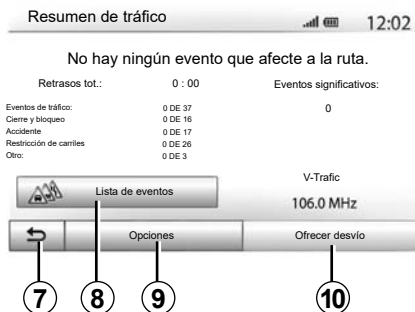 Resumen de tráfico 12:02
No hay ningún evento que afecte a la ruta.
Retrasos tot.: 0 : 00 Eventos significativos:
0
Eventos de tráfico: 0 DE 37
Cierre y bloqueo 0 DE 16
Accidente 0 DE 17
Restricción de carriles 0 DE 26
Otro: 0 DE 3
V-Trafic
Lista de eventos
106.0 MHz
Opciones Ofrecer desvío
7 8 9 10